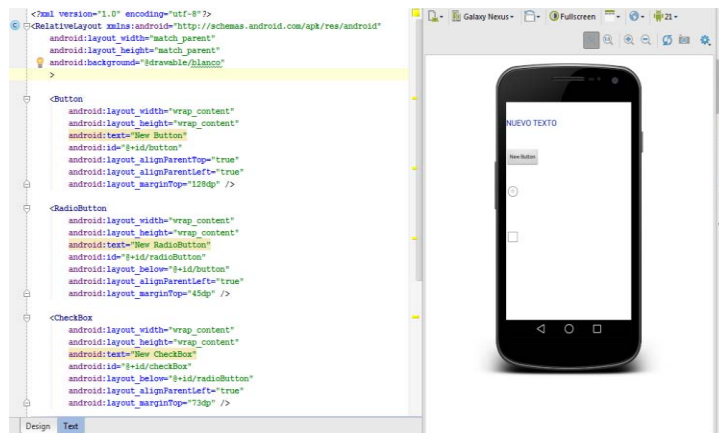 <?xml version="1.0" encoding="utf-8"?>
<RelativeLayout xmlns:android="http://schemas.android.com/apk/res/android"
android:layout_width="match_parent"
android:layout_height="match_parent"
android:background="@drawable/blanco"
>
<Button
android:layout_width="wrap_content"
android:layout_height="wrap_content"
android:text="New Button"
android:id="@+id/button"
android:layout_alignParentTop="true"
android:layout_alignParentLeft="true"
android:layout_marginTop="128dp" />
<RadioButton
android:layout_width="wrap_content"
android:layout_height="wrap_content"
android:text="New RadioButton"
android:id="@+id/radioButton"
android:layout_below="@+id/button"
android:layout_alignParentLeft="true"
android:layout_marginTop="45dp" />
<CheckBox
android:layout_width="wrap_content"
android:layout_height="wrap_content"
android:text="New CheckBox"
android:id="@+id/checkBox"
android:layout_below="@+id/radioButton"
android:layout_alignParentLeft="true"
android:layout_marginTop="73dp" />
Design Text
Galaxy Nexus Fullscreen 21
1:1
NUEVO TEXTO
New Button